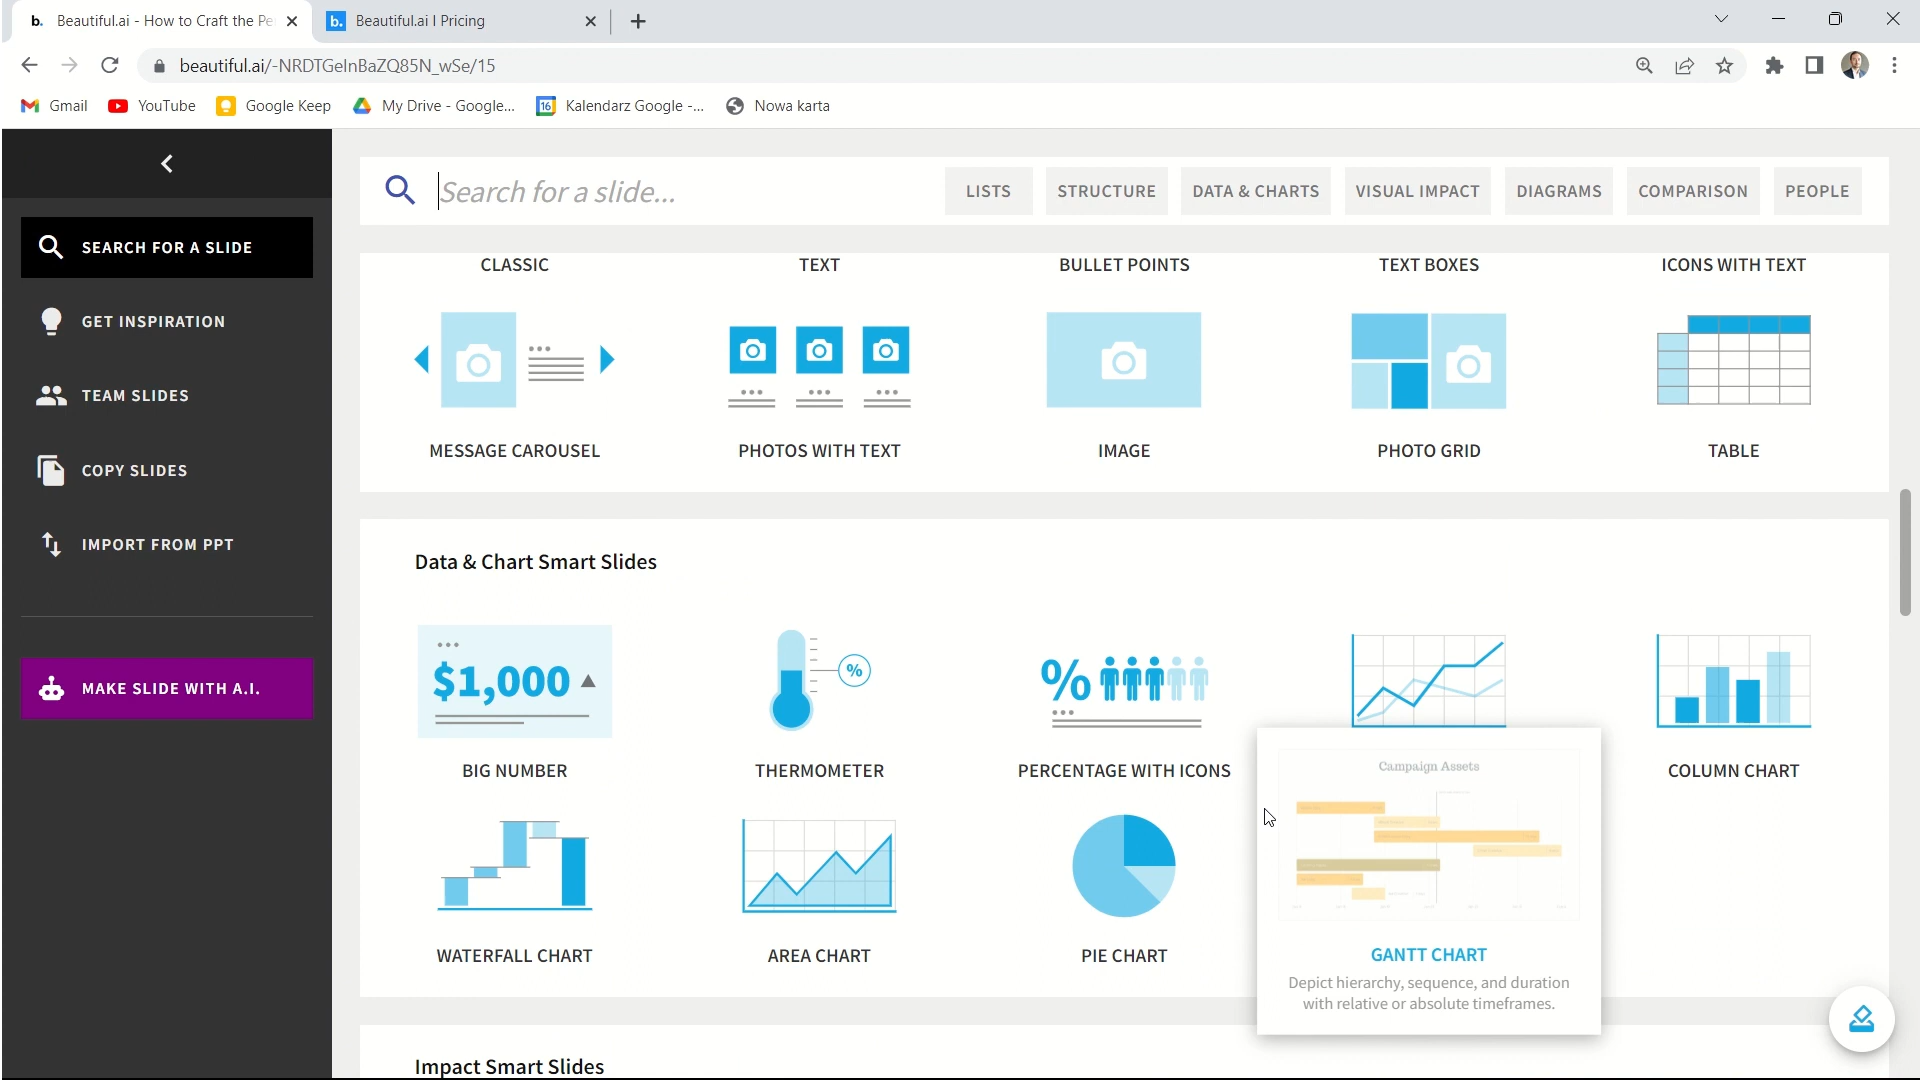 b. Beautiful.ai - How to Craft the Pe
b. Beautiful.ai | Pricing
beautiful.ai/-NRDTGelnBaZQ85N_wSe/15
Gmail
YouTube
Google Keep
My Drive - Google...
16 Kalendarz Google -...
Nowa karta
SEARCH FOR A SLIDE
GET INSPIRATION
TEAM SLIDES
COPY SLIDES
IMPORT FROM PPT
MAKE SLIDE WITH A.I.
Search for a slide...
LISTS
STRUCTURE
DATA & CHARTS
VISUAL IMPACT
DIAGRAMS
COMPARISON
PEOPLE
CLASSIC
TEXT
BULLET POINTS
TEXT BOXES
ICONS WITH TEXT
MESSAGE CAROUSEL
PHOTOS WITH TEXT
IMAGE
PHOTO GRID
TABLE
Data & Chart Smart Slides
$1,000
%
%
BIG NUMBER
THERMOMETER
PERCENTAGE WITH ICONS
COLUMN CHART
Campaign Assets
WATERFALL CHART
AREA CHART
PIE CHART
GANTT CHART
Depict hierarchy, sequence, and duration
with relative or absolute timeframes.
Impact Smart Slides